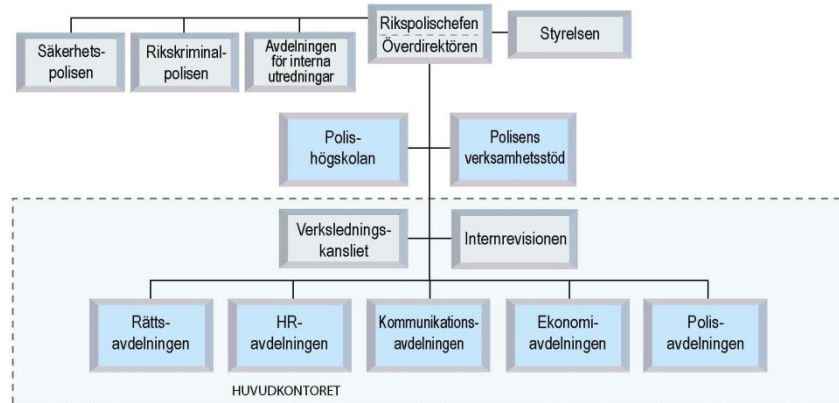 Rikspolischefen
Överdirektören
Styrelsen
Säkerhets-
polisen
Rikskriminal-
polisen
Avdelningen
för interna
utredningar
Polis-
högskolan
Polisens
verksamhetsstöd
Verkslednings-
kansliet
Internrevisionen
Rätts-
avdelningen
HR-
avdelningen
Kommunikations-
avdelningen
Ekonomi-
avdelningen
Polis-
avdelningen
HUVUDKONTORET